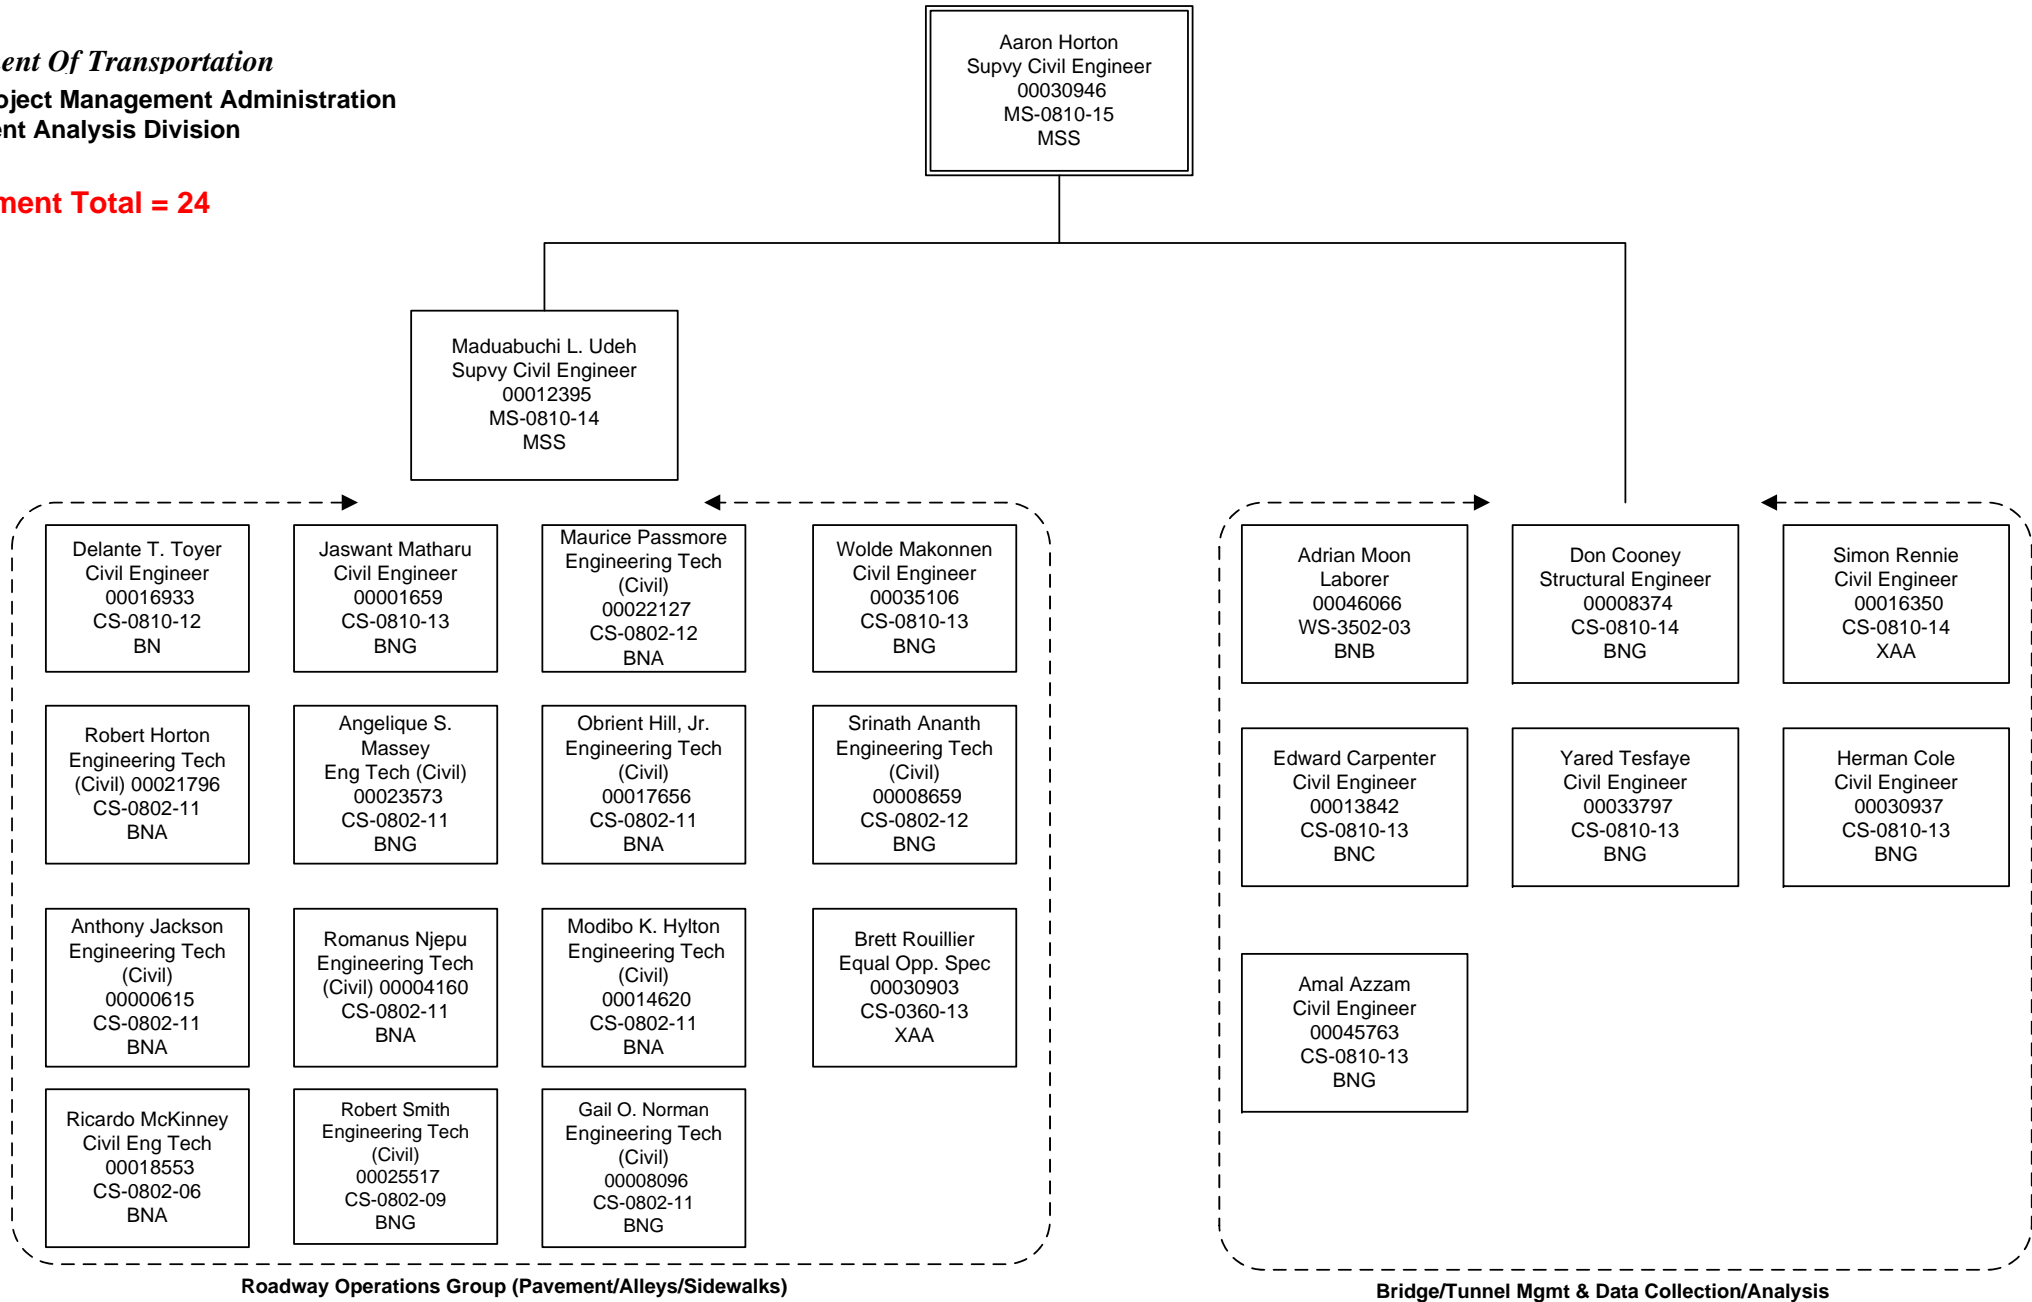 Of Transportation
Management Administration
Analysis Division
Total = 24
Aaron Horton
Supvy Civil Engineer
00030946
MS-0810-15
MSS
Maduabuchi L. Udeh
Supvy Civil Engineer
00012395
MS-0810-14
MSS
Delante T. Toyer
Civil Engineer
00016933
CS-0810-12
BN
Jaswant Matharu
Civil Engineer
00001659
CS-0810-13
BNG
Maurice Passmore
Engineering Tech
(Civil)
00022127
CS-0802-12
BNA
Wolde Makonnen
Civil Engineer
00035106
CS-0810-13
BNG
Robert Horton
Engineering Tech
(Civil) 00021796
CS-0802-11
BNA
Angelique S.
Massey
Eng Tech (Civil)
00023573
CS-0802-11
BNG
Obrient Hill, Jr.
Engineering Tech
(Civil)
00017656
CS-0802-11
BNA
Srinath Ananth
Engineering Tech
(Civil)
00008659
CS-0802-12
BNG
Anthony Jackson
Engineering Tech
(Civil)
00000615
CS-0802-11
BNA
Romanus Njepu
Engineering Tech
(Civil) 00004160
CS-0802-11
BNA
Modibo K. Hylton
Engineering Tech
(Civil)
00014620
CS-0802-11
BNA
Brett Rouillier
Equal Opp. Spec
00030903
CS-0360-13
XAA
Ricardo McKinney
Civil Eng Tech
00018553
CS-0802-06
BNA
Robert Smith
Engineering Tech
(Civil)
00025517
CS-0802-09
BNG
Gail O. Norman
Engineering Tech
(Civil)
00008096
CS-0802-11
BNG
Roadway Operations Group (Pavement/Alleys/Sidewalks)
Adrian Moon
Laborer
00046066
WS-3502-03
BNB
Don Cooney
Structural Engineer
00008374
CS-0810-14
BNG
Simon Rennie
Civil Engineer
00016350
CS-0810-14
XAA
Edward Carpenter
Civil Engineer
00013842
CS-0810-13
BNC
Yared Tesfaye
Civil Engineer
00033797
CS-0810-13
BNG
Herman Cole
Civil Engineer
00030937
CS-0810-13
BNG
Amal Azzam
Civil Engineer
00045763
CS-0810-13
BNG
Bridge/Tunnel Mgmt & Data Collection/Analysis